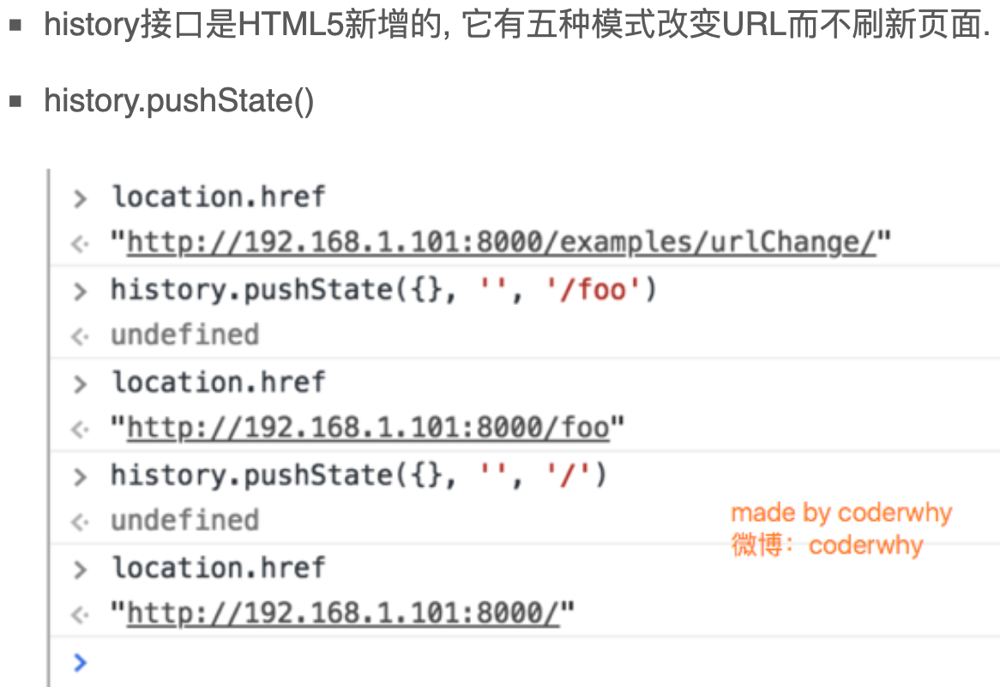 ▪ history接口是HTML5新增的, 它有五种模式改变URL而不刷新页面.
▪ history.pushState()
> location.href
<· "http://192.168.1.101:8000/examples/urlChange/"
> history.pushState({}, '', '/foo')
<· undefined
> location.href
<· "http://192.168.1.101:8000/foo"
> history.pushState({}, '', '/')
<· undefined
made by coderwhy
微博：coderwhy
> location.href
<· "http://192.168.1.101:8000/"
>